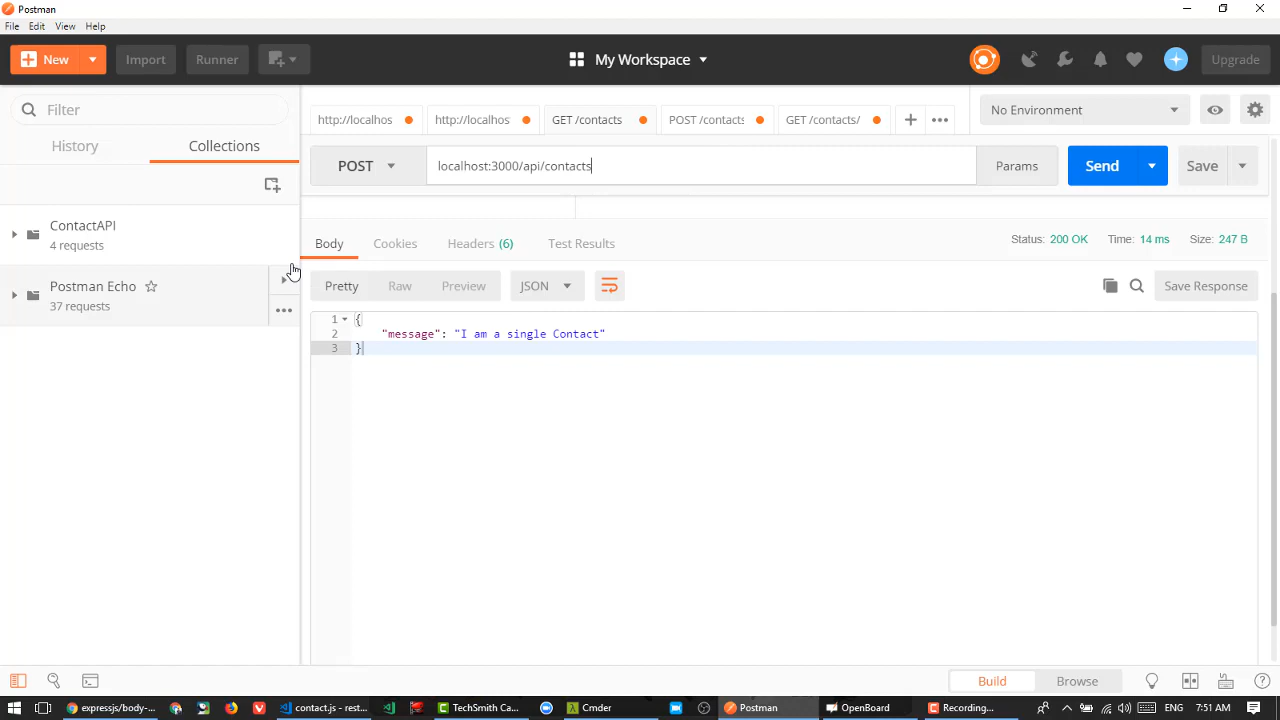 Postman
File Edit View Help
New Import Runner My Workspace Upgrade
Filter
History Collections
ContactAPI
4 requests
Postman Echo
37 requests
http://localhos http://localhos GET /contacts POST /contacts GET /contacts/ No Environment
POST localhost:3000/api/contacts Params Send Save
Body Cookies Headers (6) Test Results Status: 200 OK Time: 14 ms Size: 247 B
Pretty Raw Preview JSON Save Response
1 {
2 "message": "I am a single Contact"
3 }
Build Browse
expressjs/body-... contact.js - rest... TechSmith Ca... Cmder Postman OpenBoard Recording... ENG 7:51 AM